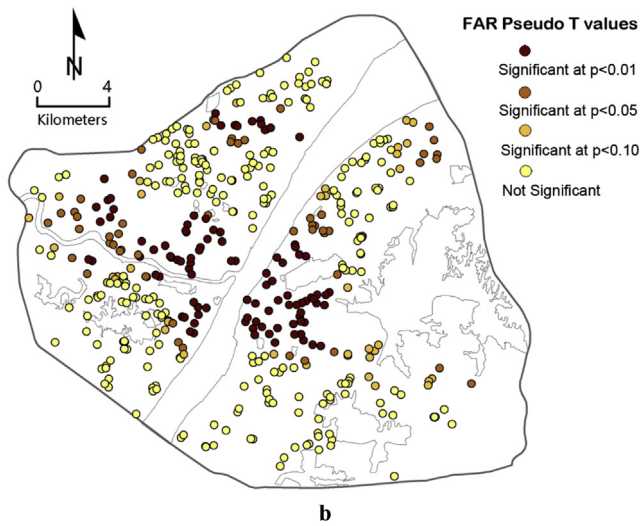 FAR Pseudo T values
N
0 4
Kilometers
Significant at p<0.01
Significant at p<0.05
Significant at p<0.10
Not Significant
b